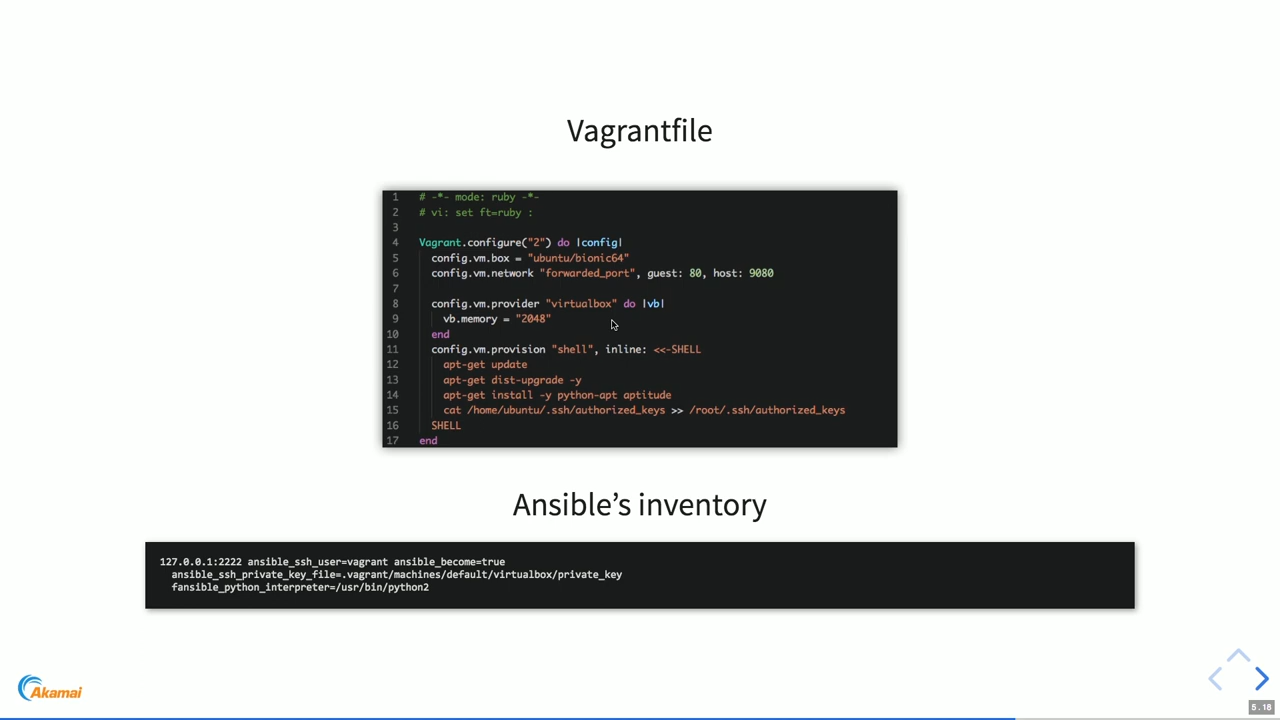 Vagrantfile
1 # -*- mode: ruby -*-
2 # vi: set ft=ruby :
3
4 Vagrant.configure("2") do |config|
5 config.vm.box = "ubuntu/bionic64"
6 config.vm.network "forwarded_port", guest: 80, host: 9080
7
8 config.vm.provider "virtualbox" do |vb|
9 vb.memory = "2048"
10 end
11 config.vm.provision "shell", inline: <<-SHELL
12 apt-get update
13 apt-get dist-upgrade -y
14 apt-get install -y python-apt aptitude
15 cat /home/ubuntu/.ssh/authorized_keys >> /root/.ssh/authorized_keys
16 SHELL
17 end
Ansible’s inventory
127.0.0.1:2222 ansible_ssh_user=vagrant ansible_become=true
ansible_ssh_private_key_file=.vagrant/machines/default/virtualbox/private_key
fansible_python_interpreter=/usr/bin/python2
Akamai
5.18